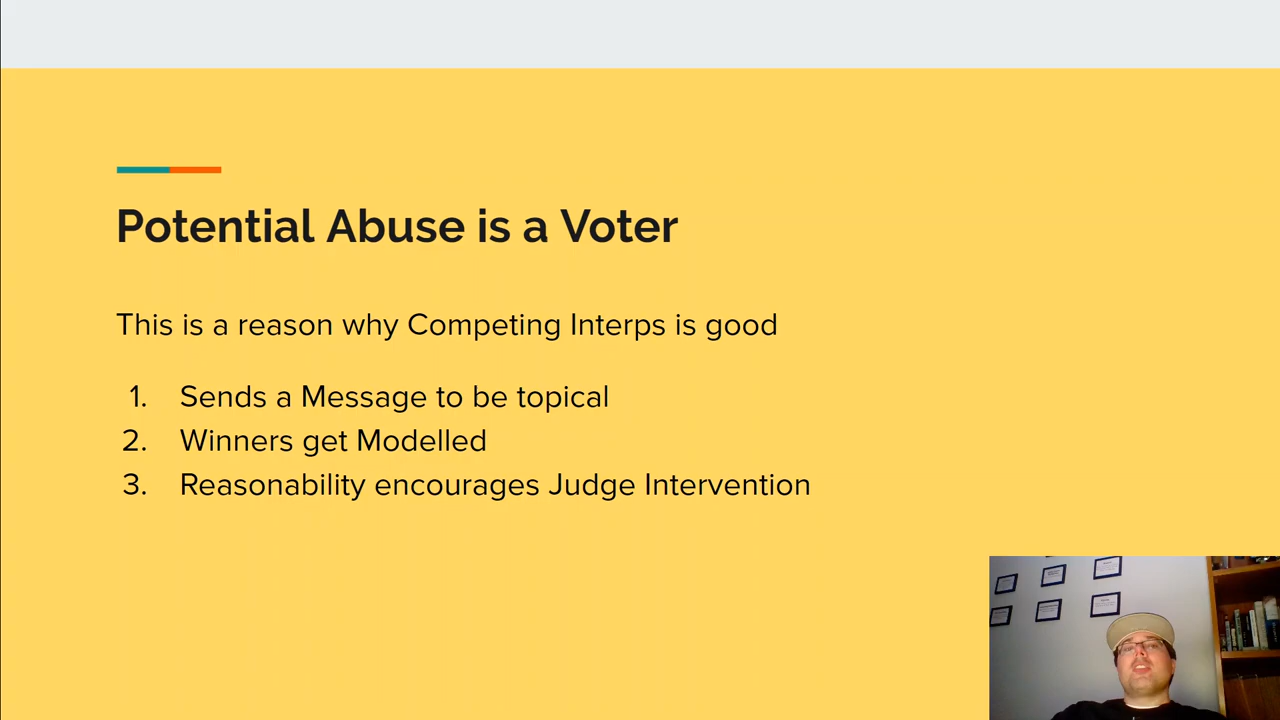 Potential Abuse is a Voter
This is a reason why Competing Interps is good
1. Sends a Message to be topical
2. Winners get Modelled
3. Reasonability encourages Judge Intervention